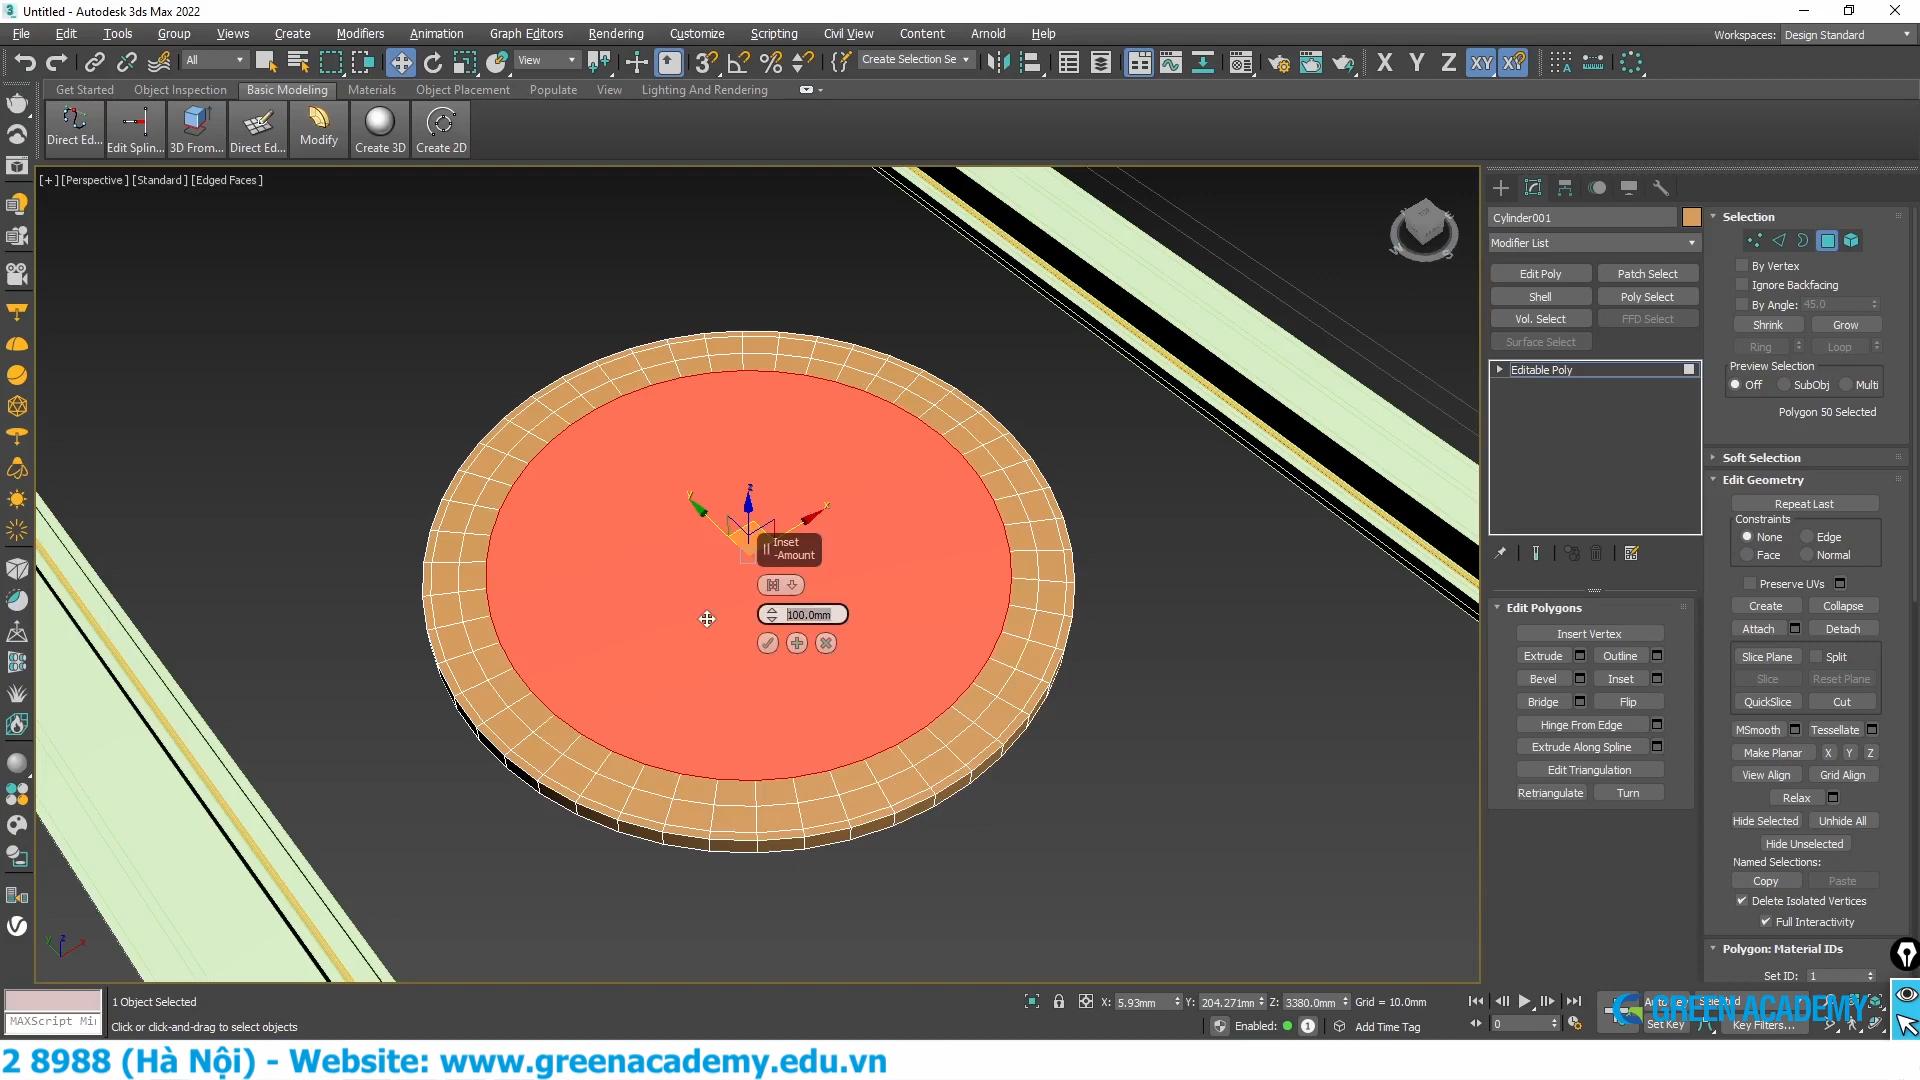 Untitled - Autodesk 3ds Max 2022
File Edit Tools Group Views Create Modifiers Animation Graph Editors Rendering Customize Scripting Civil View Content Arnold Help
Workspaces: Design Standard
All View Create Selection Se X Y Z XY
Get Started Object Inspection Basic Modeling Materials Object Placement Populate View Lighting And Rendering
Direct Ed... Edit Splin... 3D From... Direct Ed... Modify Create 3D Create 2D
[+] [Perspective ] [Standard ] [Edged Faces ]
Inset
-Amount
100.0mm
Cylinder001
Modifier List
Edit Poly Patch Select
Shell Poly Select
Vol. Select FFD Select
Surface Select
Editable Poly
Edit Polygons
Insert Vertex
Extrude Outline
Bevel Inset
Bridge Flip
Hinge From Edge
Extrude Along Spline
Edit Triangulation
Retriangulate Turn
Selection
By Vertex
Ignore Backfacing
By Angle: 45.0
Shrink Grow
Ring Loop
Preview Selection
Off SubObj Multi
Polygon 50 Selected
Soft Selection
Edit Geometry
Repeat Last
Constraints
None Edge
Face Normal
Preserve UVs
Create Collapse
Attach Detach
Slice Plane Split
Slice Reset Plane
QuickSlice Cut
MSmooth Tessellate
Make Planar X Y Z
View Align Grid Align
Relax
Hide Selected Unhide All
Hide Unselected
Named Selections:
Copy Paste
Delete Isolated Vertices
Full Interactivity
Polygon: Material IDs
Set ID: 1
1 Object Selected
X: 5.93mm Y: 204.271mm Z: 3380.0mm Grid = 10.0mm
MAXScript Mi
Click or click-and-drag to select objects
Enabled: 1 Add Time Tag
0
Set Key Key Filters...
GREEN ACADEMY
2 8988 (Hà Nội) - Website: www.greenacademy.edu.vn